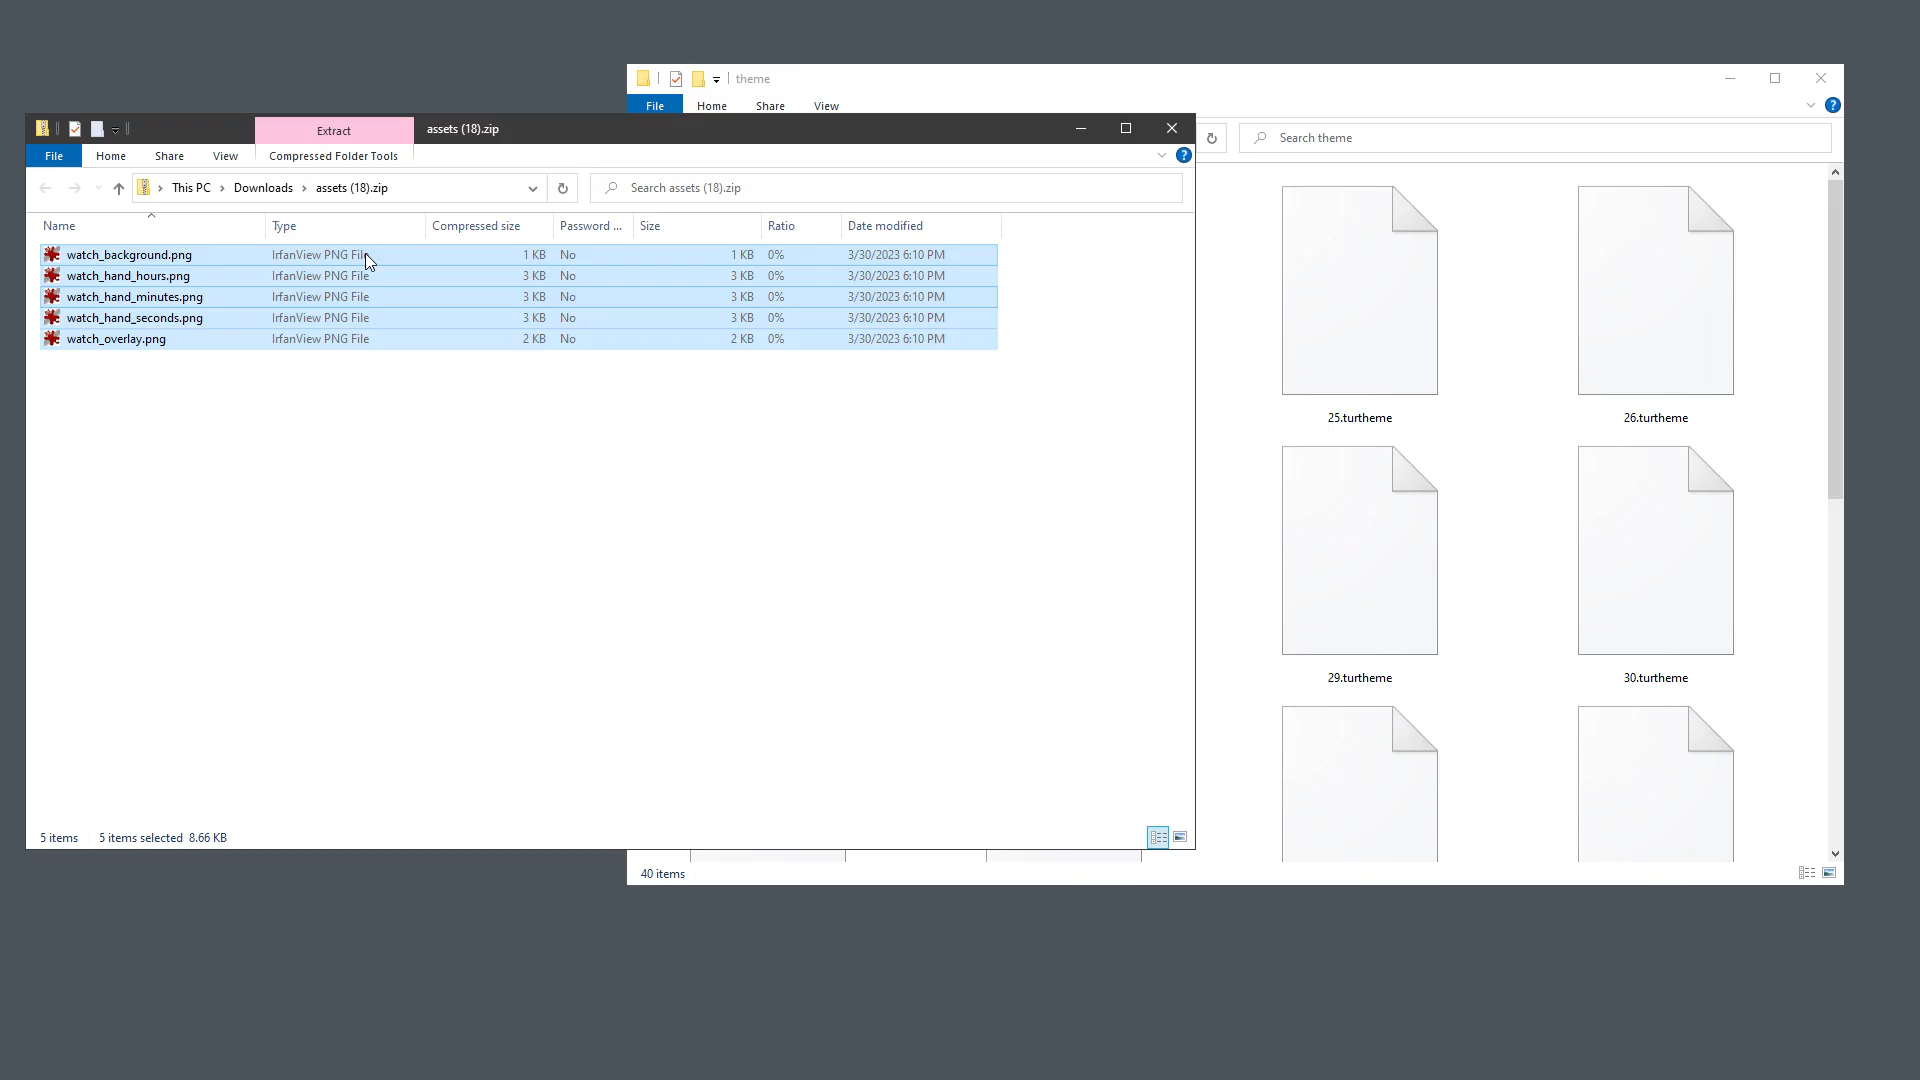 theme
File Home Share View
Search theme
Extract assets (18).zip
File Home Share View Compressed Folder Tools
This PC Downloads assets (18).zip Search assets (18).zip
Name Type Compressed size Password ... Size Ratio Date modified
watch_background.png IrfanView PNG File 1 KB No 1 KB 0% 3/30/2023 6:10 PM
watch_hand_hours.png IrfanView PNG File 3 KB No 3 KB 0% 3/30/2023 6:10 PM
watch_hand_minutes.png IrfanView PNG File 3 KB No 3 KB 0% 3/30/2023 6:10 PM
watch_hand_seconds.png IrfanView PNG File 3 KB No 3 KB 0% 3/30/2023 6:10 PM
watch_overlay.png IrfanView PNG File 2 KB No 2 KB 0% 3/30/2023 6:10 PM
5 items 5 items selected 8.66 KB
25.turtheme 26.turtheme
29.turtheme 30.turtheme
40 items